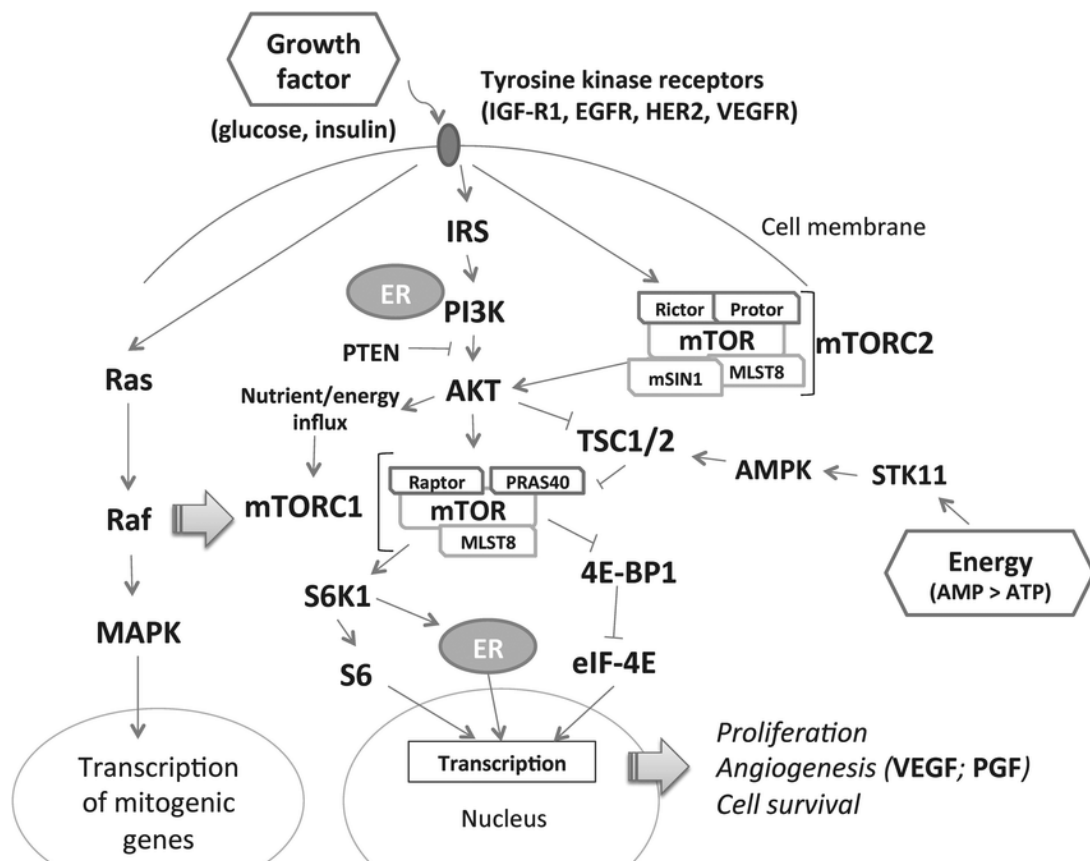 Growth
factor
(glucose, insulin)
Tyrosine kinase receptors
(IGF-R1, EGFR, HER2, VEGFR)
Cell membrane
IRS
ER
PI3K
PTEN
AKT
Rictor
Protor
mTOR
mSIN1
MLST8
mTORC2
Ras
Nutrient/energy
influx
TSC1/2
AMPK
STK11
Energy
(AMP > ATP)
Raf
mTORC1
Raptor
PRAS40
mTOR
MLST8
4E-BP1
S6K1
MAPK
ER
S6
eIF-4E
Transcription
of mitogenic
genes
Transcription
Nucleus
Proliferation
Angiogenesis (VEGF; PGF)
Cell survival